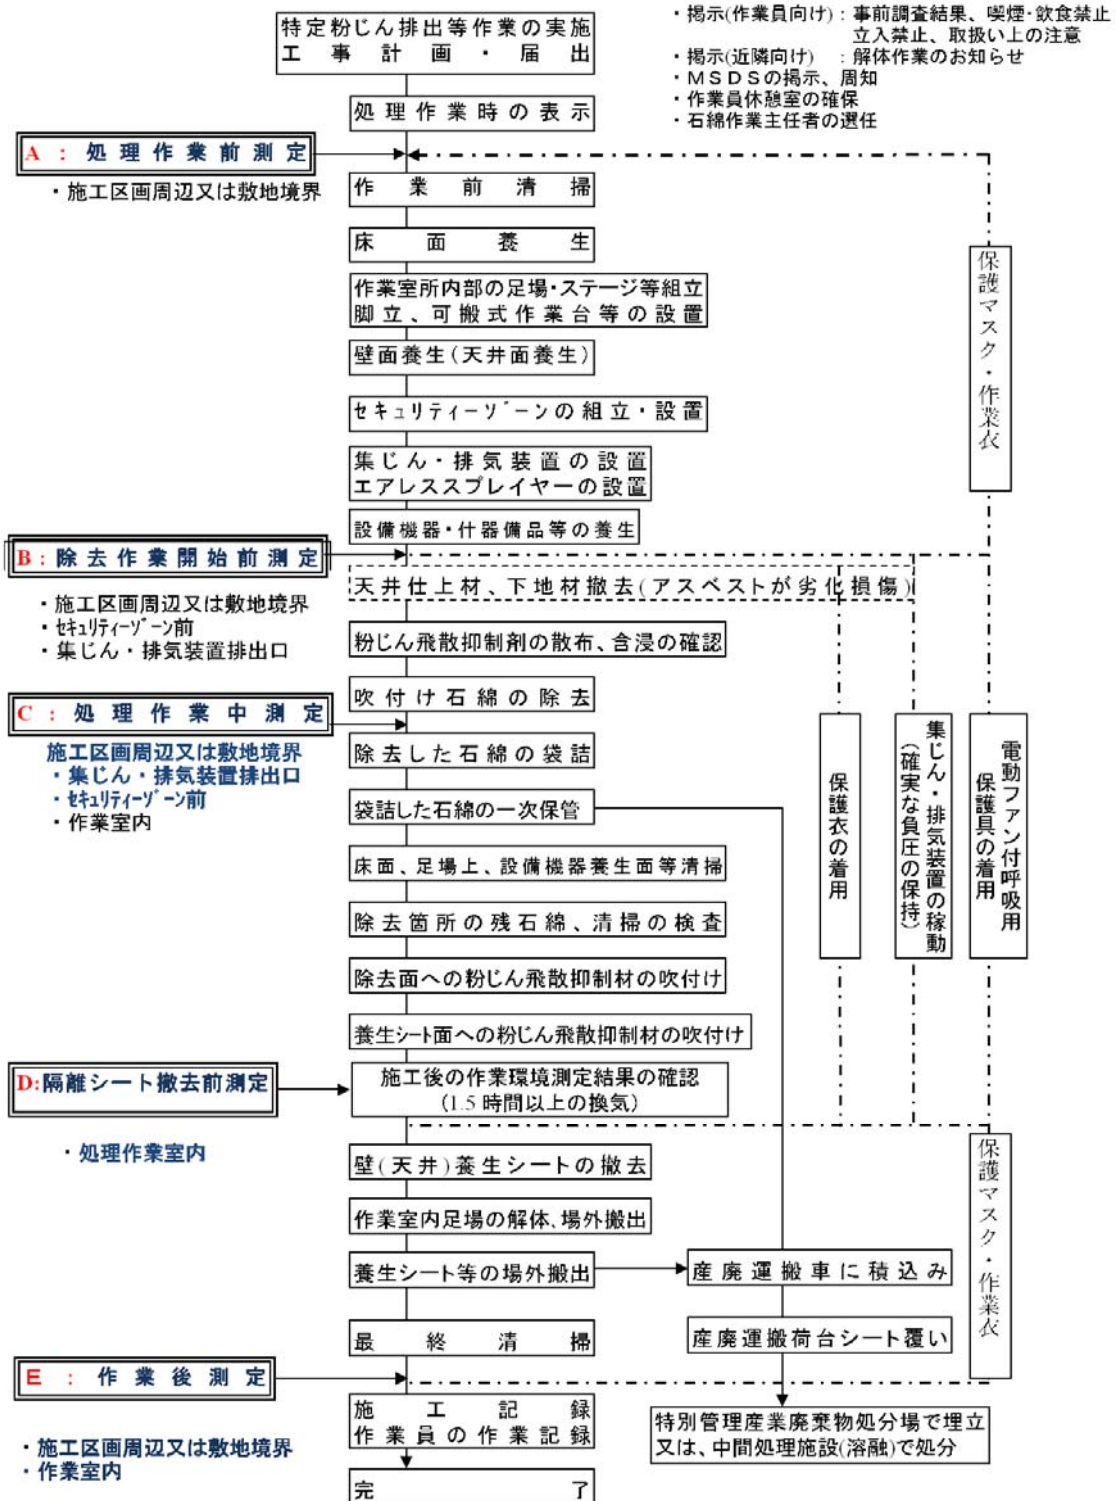 特定粉じん排出等作業の実施
工事計画・届出
・掲示(作業員向け)：事前調査結果、喫煙・飲食禁止
立入禁止、取扱い上の注意
・掲示(近隣向け)　：解体作業のお知らせ
・ＭＳＤＳの掲示、周知
・作業員休憩室の確保
・石綿作業主任者の選任
処理作業時の表示
A：処理作業前測定
・施工区画周辺又は敷地境界
作業前清掃
床面養生
作業室所内部の足場・ステージ等組立
脚立、可搬式作業台等の設置
壁面養生(天井面養生)
ｾｷｭﾘﾃｨｰｿﾞｰﾝの組立・設置
集じん・排気装置の設置
エアレススプレイヤーの設置
設備機器・什器備品等の養生
保護マスク・作業衣
B：除去作業開始前測定
・施工区画周辺又は敷地境界
・ｾｷｭﾘﾃｨｰｿﾞｰﾝ前
・集じん・排気装置排出口
天井仕上材、下地材撤去(アスベストが劣化損傷)
粉じん飛散抑制剤の散布、含浸の確認
吹付け石綿の除去
C：処理作業中測定
施工区画周辺又は敷地境界
・集じん・排気装置排出口
・ｾｷｭﾘﾃｨｰｿﾞｰﾝ前
・作業室内
除去した石綿の袋詰
袋詰した石綿の一次保管
床面、足場上、設備機器養生面等清掃
除去箇所の残石綿、清掃の検査
除去面への粉じん飛散抑制材の吹付け
養生ｼｰﾄ面への粉じん飛散抑制材の吹付け
保護衣の着用
集じん・排気装置の稼動
(確実な負圧の保持)
電動ファン付呼吸用
保護具の着用
D:隔離シート撤去前測定
・処理作業室内
施工後の作業環境測定結果の確認
(1.5時間以上の換気)
壁(天井)養生シートの撤去
作業室内足場の解体、場外搬出
養生シート等の場外搬出
産廃運搬車に積込み
最終清掃
産廃運搬荷台シート覆い
保護マスク・作業衣
E：作業後測定
・施工区画周辺又は敷地境界
・作業室内
施工記録
作業員の作業記録
特別管理産業廃棄物処分場で埋立
又は、中間処理施設(溶融)で処分
完了